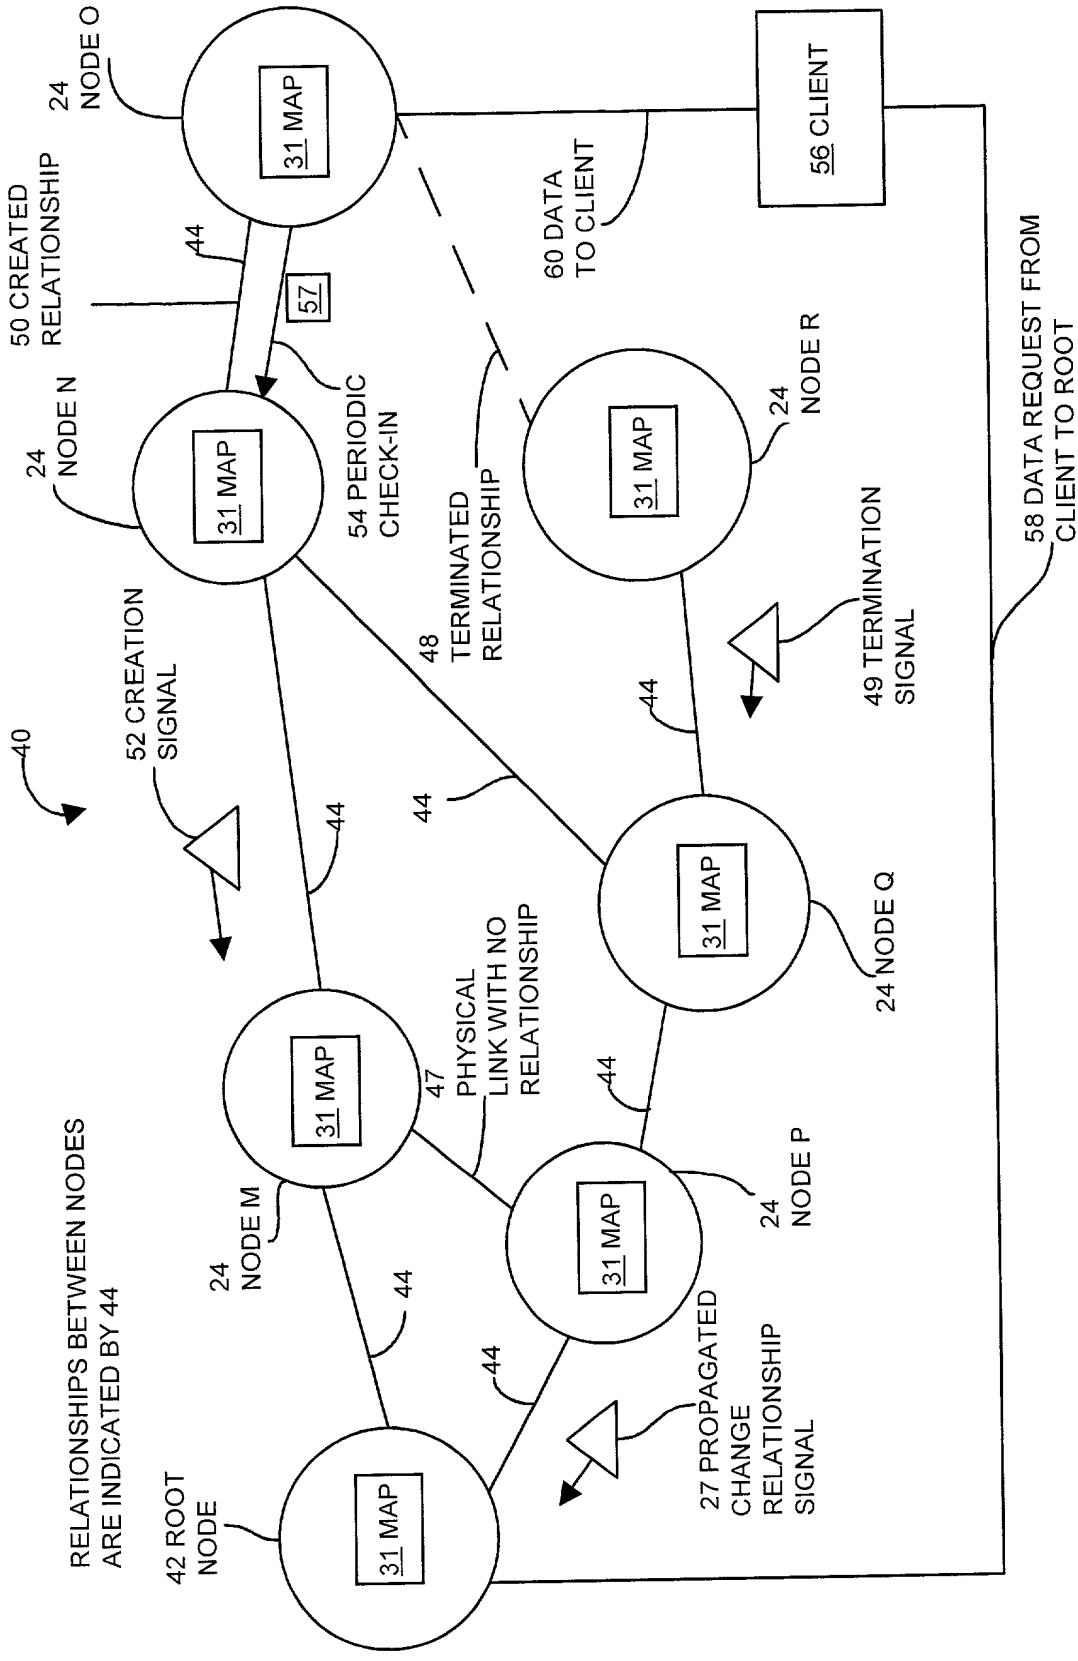 RELATIONSHIPS BETWEEN NODES
ARE INDICATED BY 44
40
50 CREATED
RELATIONSHIP
24
NODE O
24
NODE N
44
31 MAP
57
31 MAP
52 CREATION
SIGNAL
54 PERIODIC
CHECK-IN
42 ROOT
NODE
24
NODE M
44
31 MAP
44
31 MAP
47
PHYSICAL
LINK WITH NO
RELATIONSHIP
44
48
TERMINATED
RELATIONSHIP
60 DATA
TO CLIENT
44
31 MAP
44
31 MAP
44
31 MAP
24
NODE R
56 CLIENT
27 PROPAGATED
CHANGE
RELATIONSHIP
SIGNAL
24
NODE P
24 NODE Q
49 TERMINATION
SIGNAL
31 MAP
58 DATA REQUEST FROM
CLIENT TO ROOT